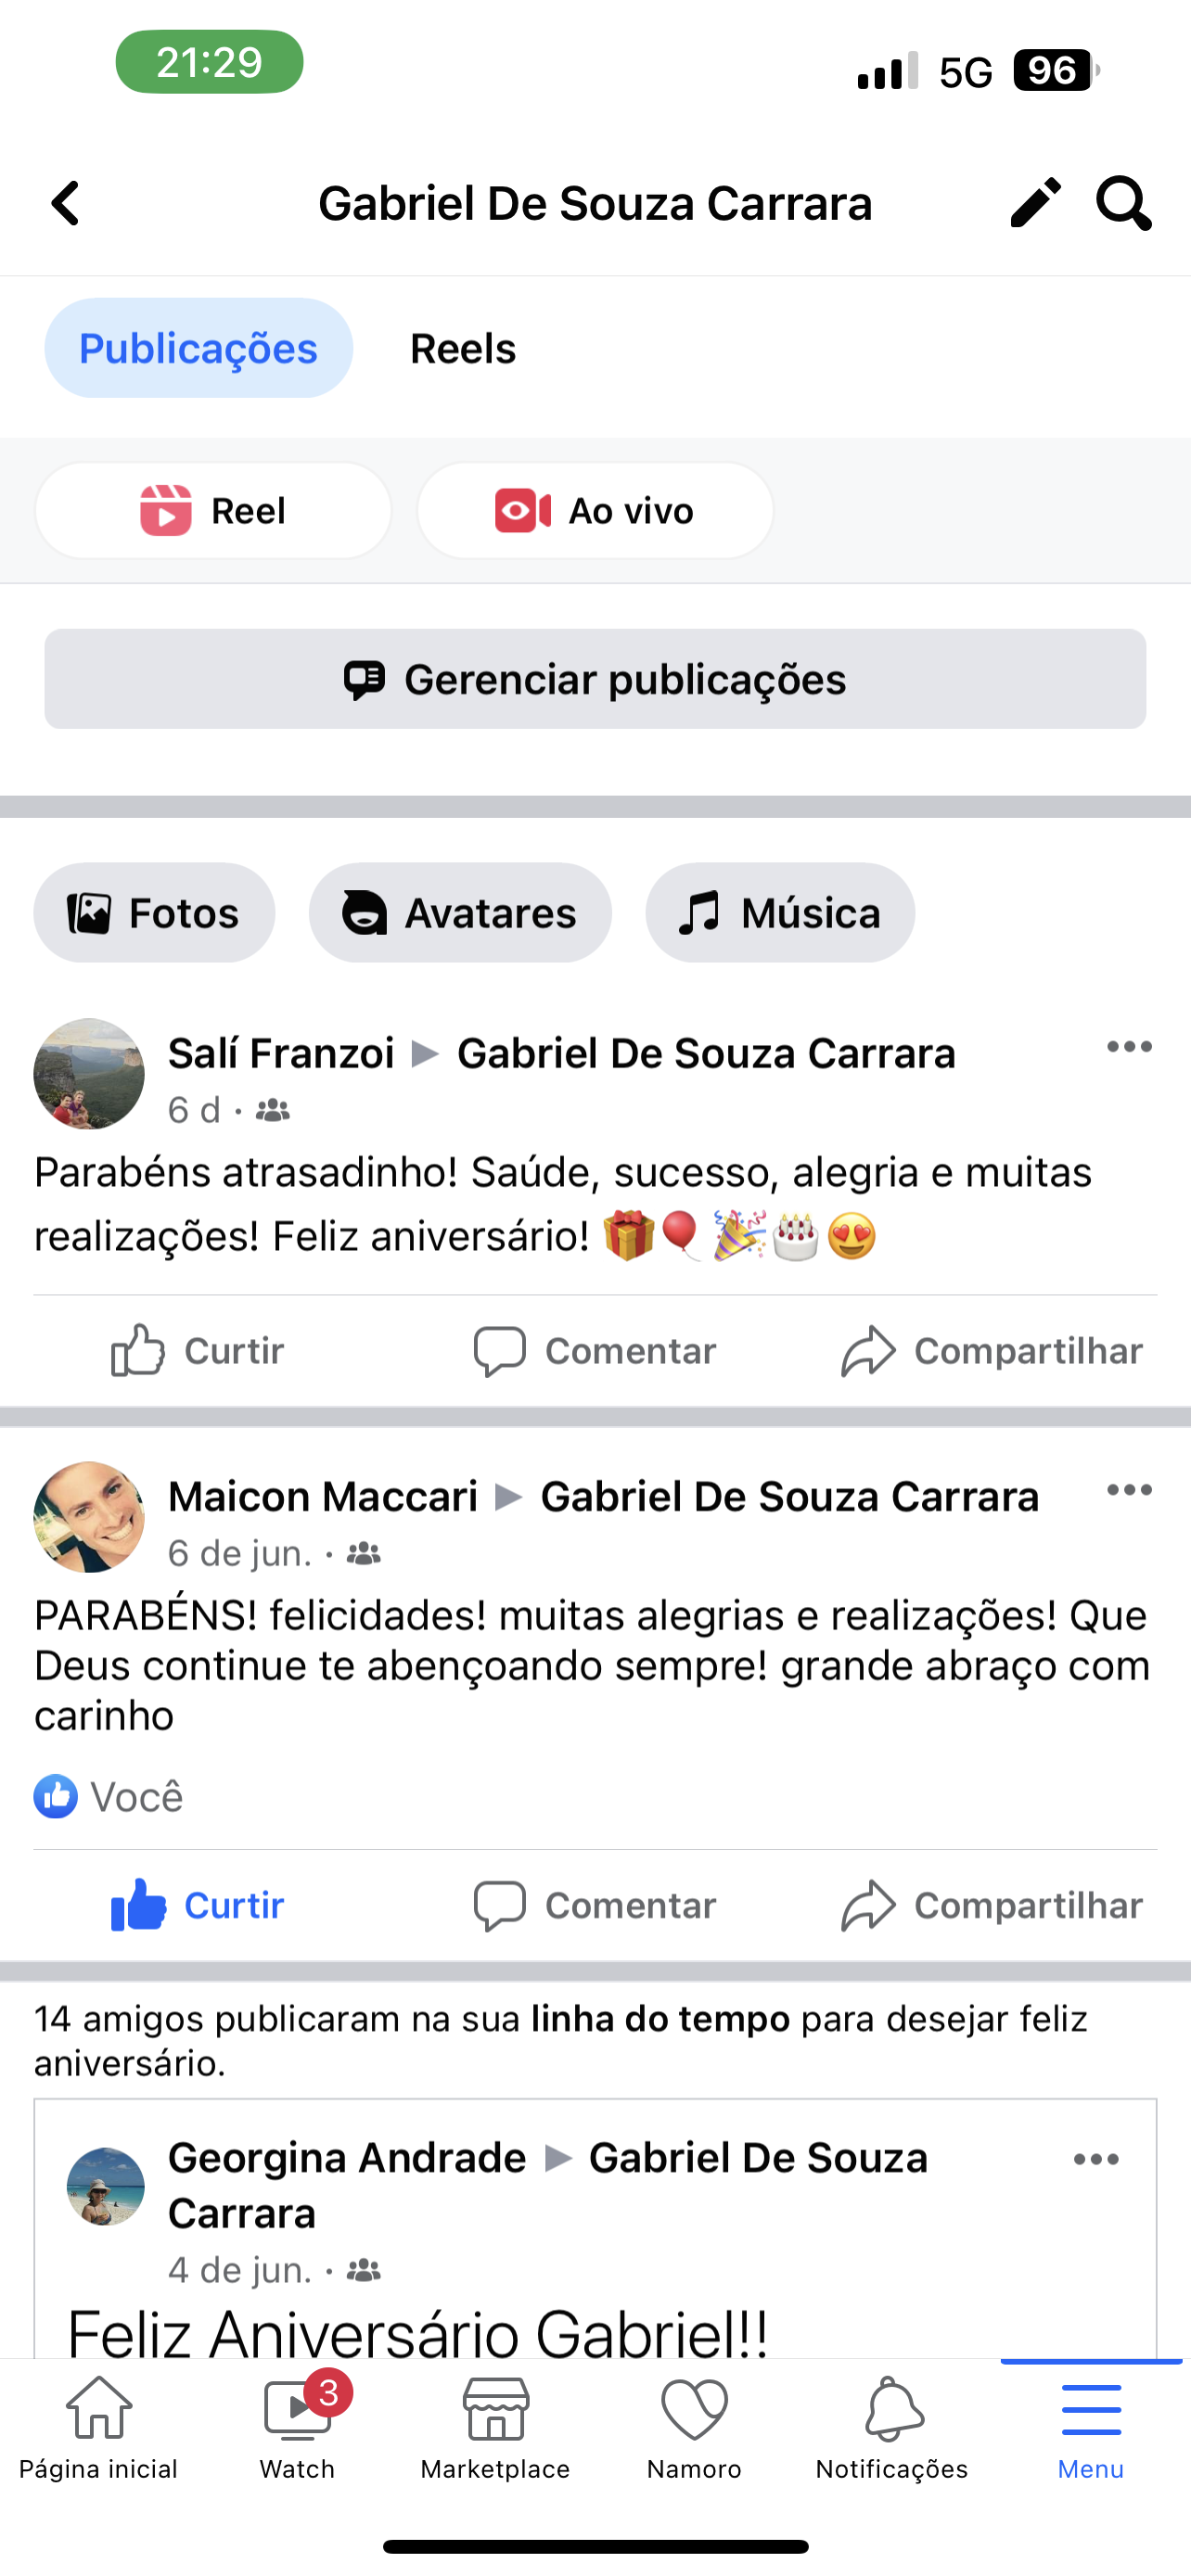 21:29
5G 96
Gabriel De Souza Carrara
Publicações Reels
Reel Ao vivo
Gerenciar publicações
Fotos Avatares Música
Salí Franzoi ▶ Gabriel De Souza Carrara
6 d ·
Parabéns atrasadinho! Saúde, sucesso, alegria e muitas
realizações! Feliz aniversário! 🎁🎈🎉🎂😍
Curtir Comentar Compartilhar
Maicon Maccari ▶ Gabriel De Souza Carrara
6 de jun. ·
PARABÉNS! felicidades! muitas alegrias e realizações! Que
Deus continue te abençoando sempre! grande abraço com
carinho
Você
Curtir Comentar Compartilhar
14 amigos publicaram na sua linha do tempo para desejar feliz
aniversário.
Georgina Andrade ▶ Gabriel De Souza
Carrara
4 de jun. ·
Feliz Aniversário Gabriel!!
3
Página inicial Watch Marketplace Namoro Notificações Menu